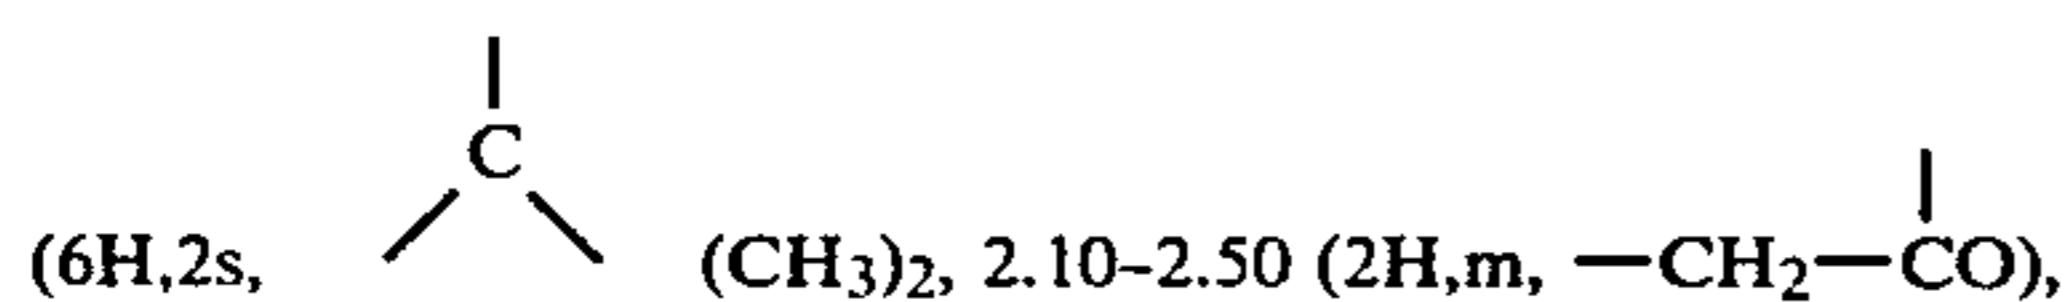 C
(6H,2s, (CH3)2, 2.10–2.50 (2H,m, —CH2—CO),